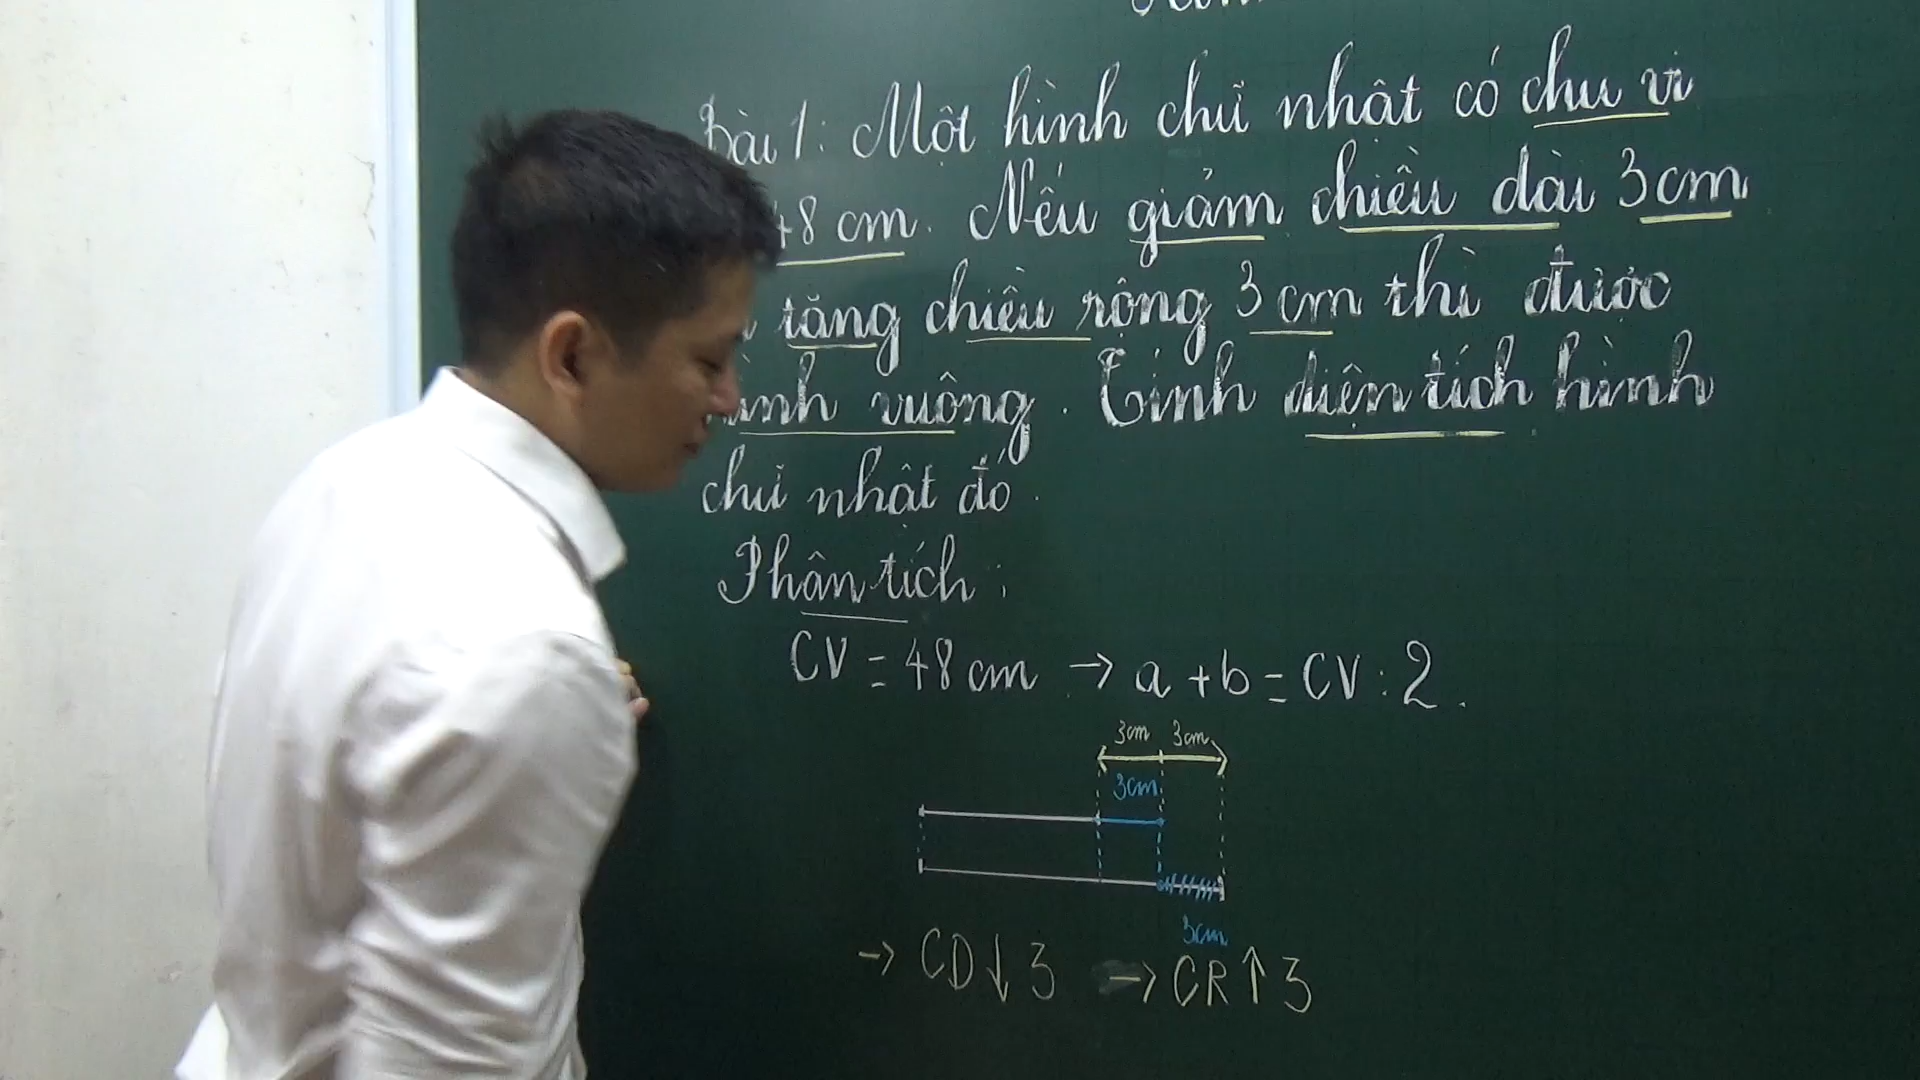 Bài 1: Một hình chữ nhật có chu vi
48 cm. Nếu giảm chiều dài 3cm
tăng chiều rộng 3 cm thì được
vuông. Tính diện tích hình
chữ nhật đó.
Phân tích:
CV = 48 cm → a + b = CV : 2.
3cm 3cm
3cm
3cm
→ CD ↓ 3 → CR ↑ 3